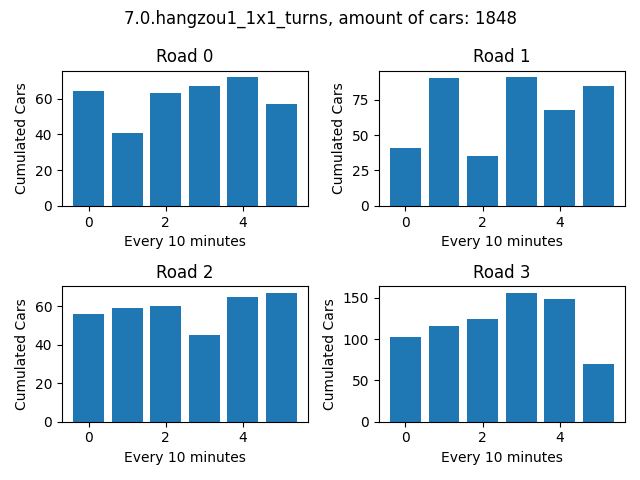 7.0.hangzou1_1x1_turns, amount of cars: 1848
Road 0
Cumulated Cars
60
40
20
0
0 2 4
Every 10 minutes
Road 1
Cumulated Cars
75
50
25
0
0 2 4
Every 10 minutes
Road 2
Cumulated Cars
60
40
20
0
0 2 4
Every 10 minutes
Road 3
Cumulated Cars
150
100
50
0
0 2 4
Every 10 minutes